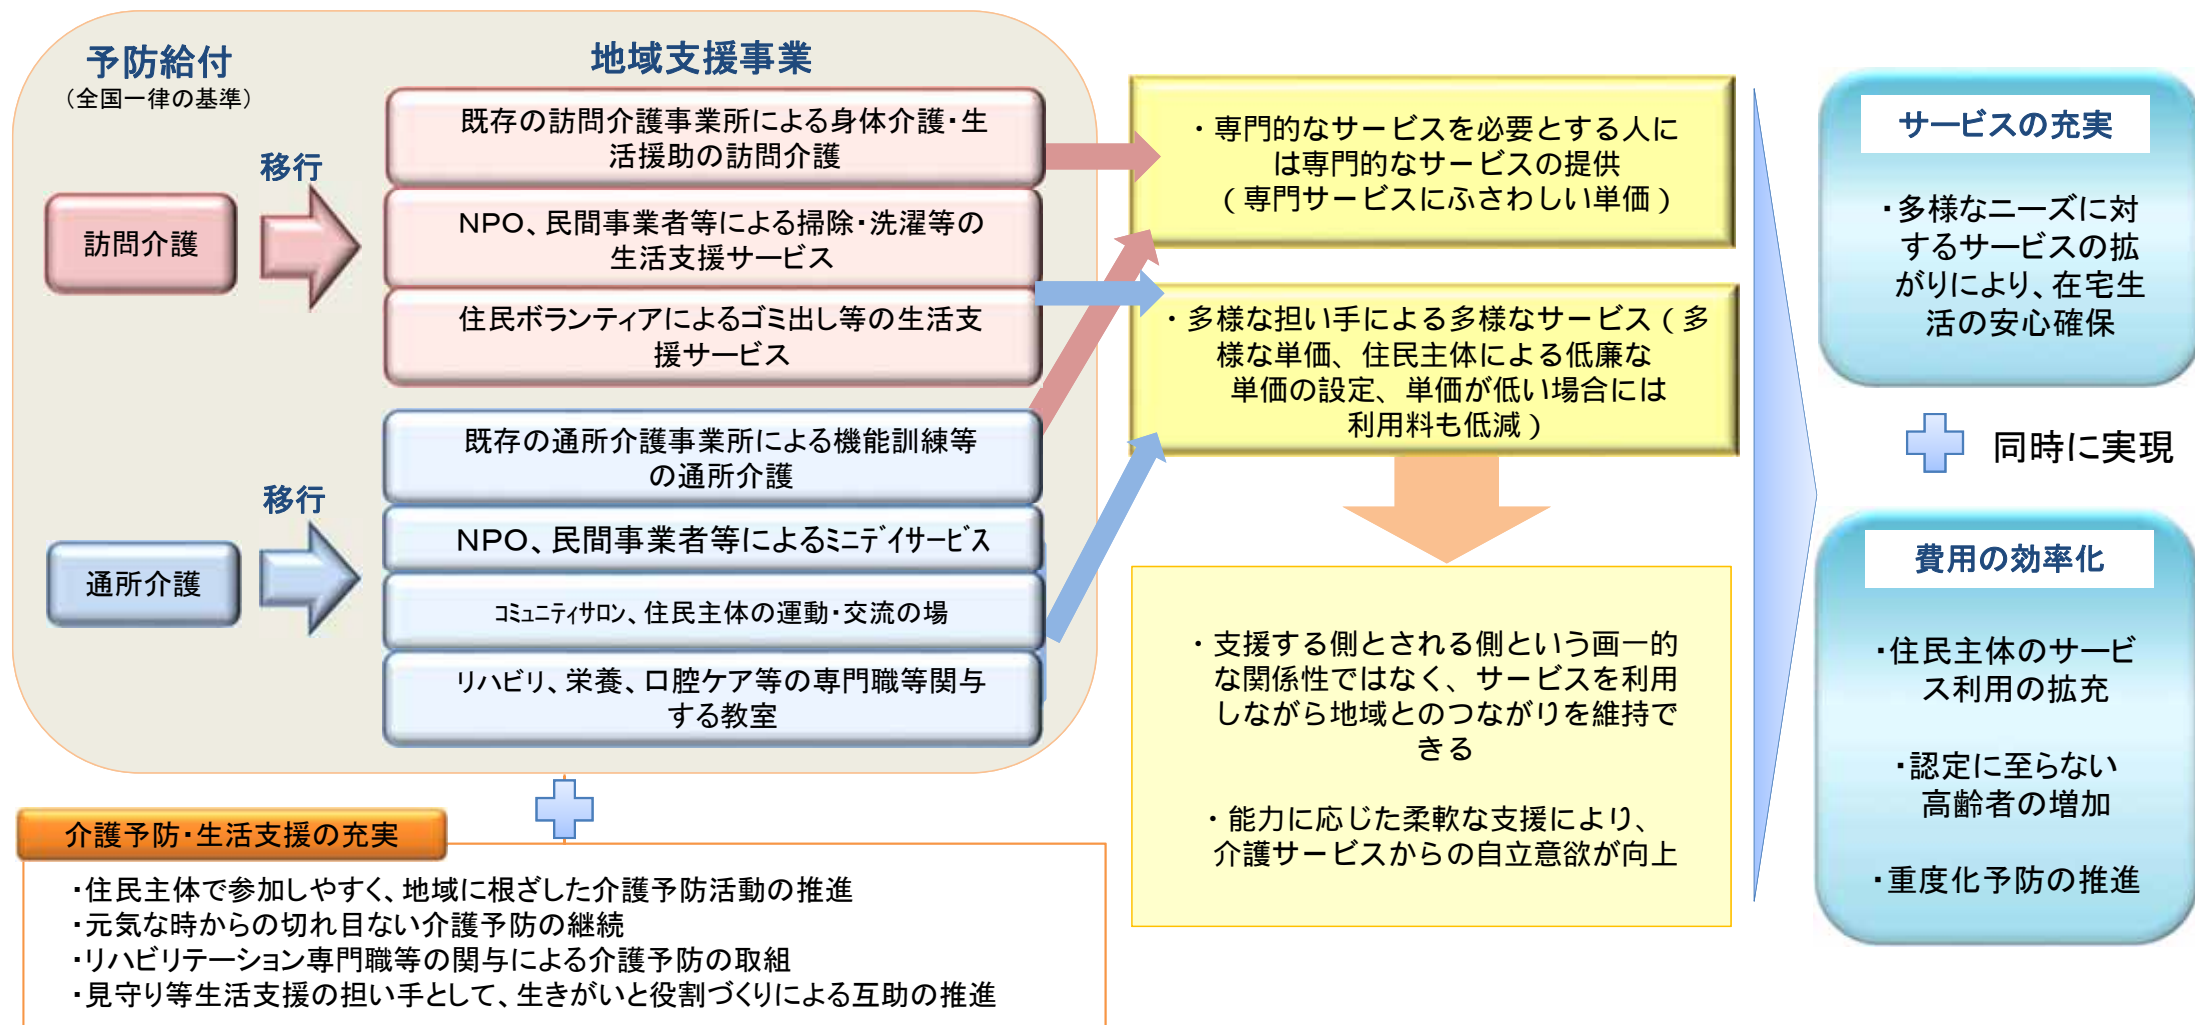 予防給付
（全国一律の基準）
地域支援事業
移行
訪問介護
既存の訪問介護事業所による身体介護・生
活援助の訪問介護
NPO、民間事業者等による掃除・洗濯等の
生活支援サービス
住民ボランティアによるゴミ出し等の生活支
援サービス
移行
通所介護
既存の通所介護事業所による機能訓練等
の通所介護
NPO、民間事業者等によるミニデイサービス
コミュニティサロン、住民主体の運動・交流の場
リハビリ、栄養、口腔ケア等の専門職等関与
する教室
・専門的なサービスを必要とする人に
は専門的なサービスの提供
（専門サービスにふさわしい単価）
・多様な担い手による多様なサービス（多
様な単価、住民主体による低廉な
単価の設定、単価が低い場合には
利用料も低減）
・支援する側とされる側という画一的
な関係性ではなく、サービスを利用
しながら地域とのつながりを維持で
きる
・能力に応じた柔軟な支援により、
介護サービスからの自立意欲が向上
サービスの充実
・多様なニーズに対
するサービスの拡
がりにより、在宅生
活の安心確保
同時に実現
費用の効率化
・住民主体のサービ
ス利用の拡充
・認定に至らない
高齢者の増加
・重度化予防の推進
介護予防・生活支援の充実
・住民主体で参加しやすく、地域に根ざした介護予防活動の推進
・元気な時からの切れ目ない介護予防の継続
・リハビリテーション専門職等の関与による介護予防の取組
・見守り等生活支援の担い手として、生きがいと役割づくりによる互助の推進